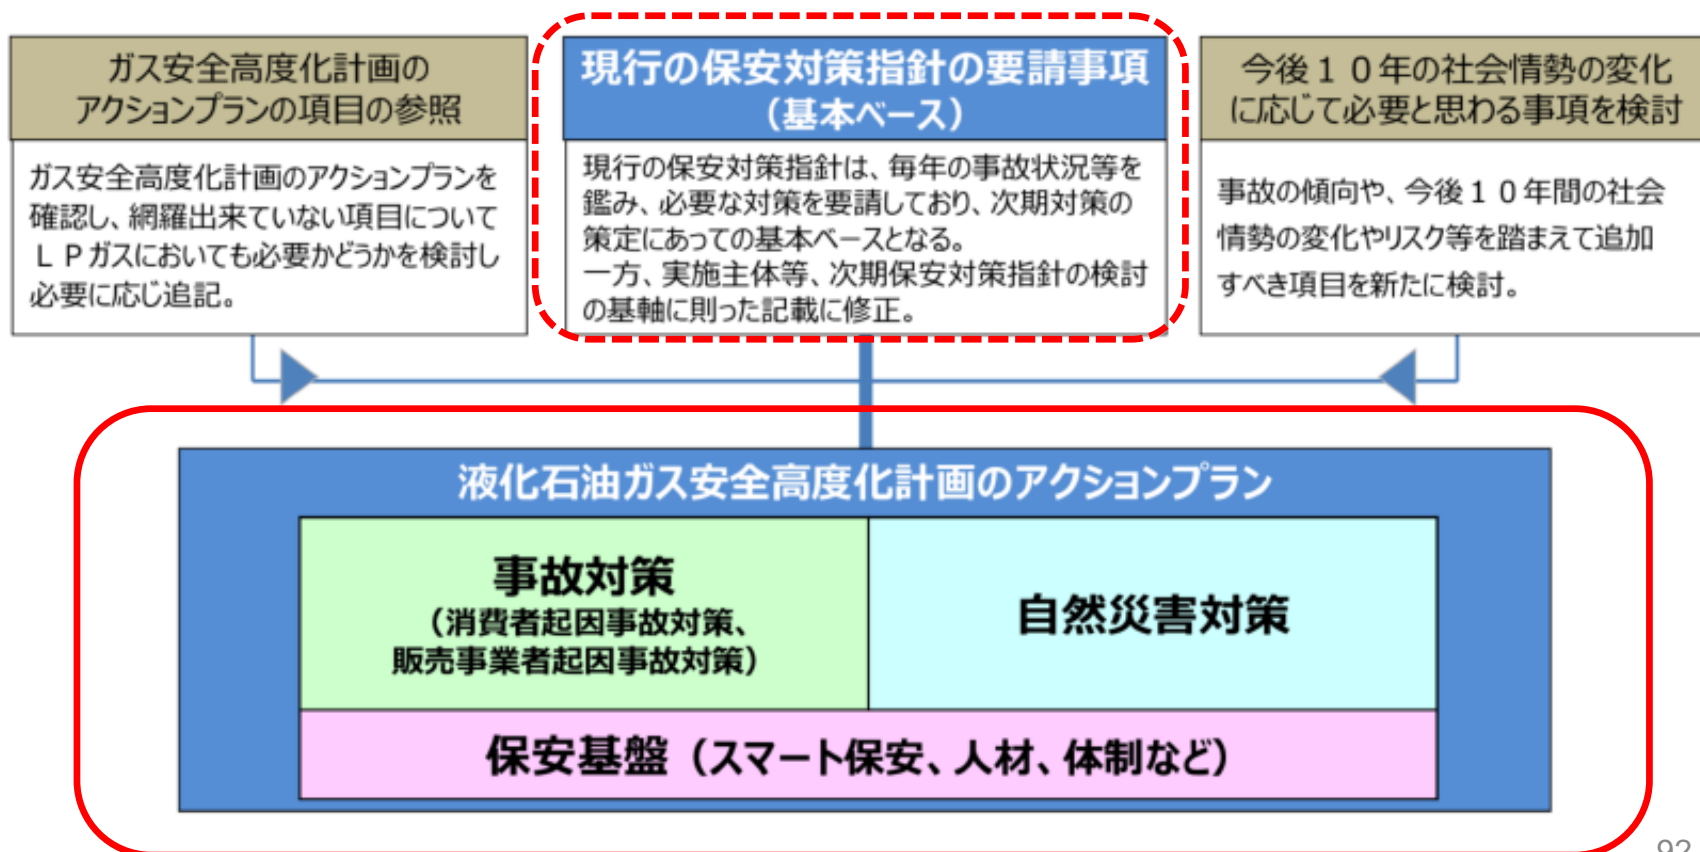 ガス安全高度化計画の
アクションプランの項目の参照
ガス安全高度化計画のアクションプランを
確認し、網羅出来ていない項目について
ＬＰガスにおいても必要かどうかを検討し
必要に応じ追記。
現行の保安対策指針の要請事項
（基本ベース）
現行の保安対策指針は、毎年の事故状況等を
鑑み、必要な対策を要請しており、次期対策の
策定にあっての基本ベースとなる。
一方、実施主体等、次期保安対策指針の検討
の基軸に則った記載に修正。
今後１０年の社会情勢の変化
に応じて必要と思わる事項を検討
事故の傾向や、今後１０年間の社会
情勢の変化やリスク等を踏まえて追加
すべき項目を新たに検討。
液化石油ガス安全高度化計画のアクションプラン
事故対策
（消費者起因事故対策、
販売事業者起因事故対策）
自然災害対策
保安基盤（スマート保安、人材、体制など）
92